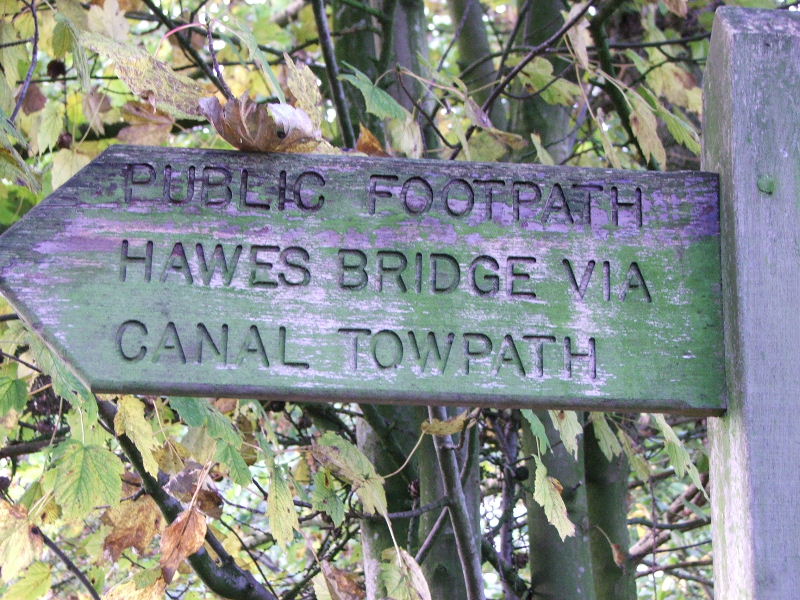 PUBLIC FOOTPATH
HAWES BRIDGE VIA
CANAL TOWPATH